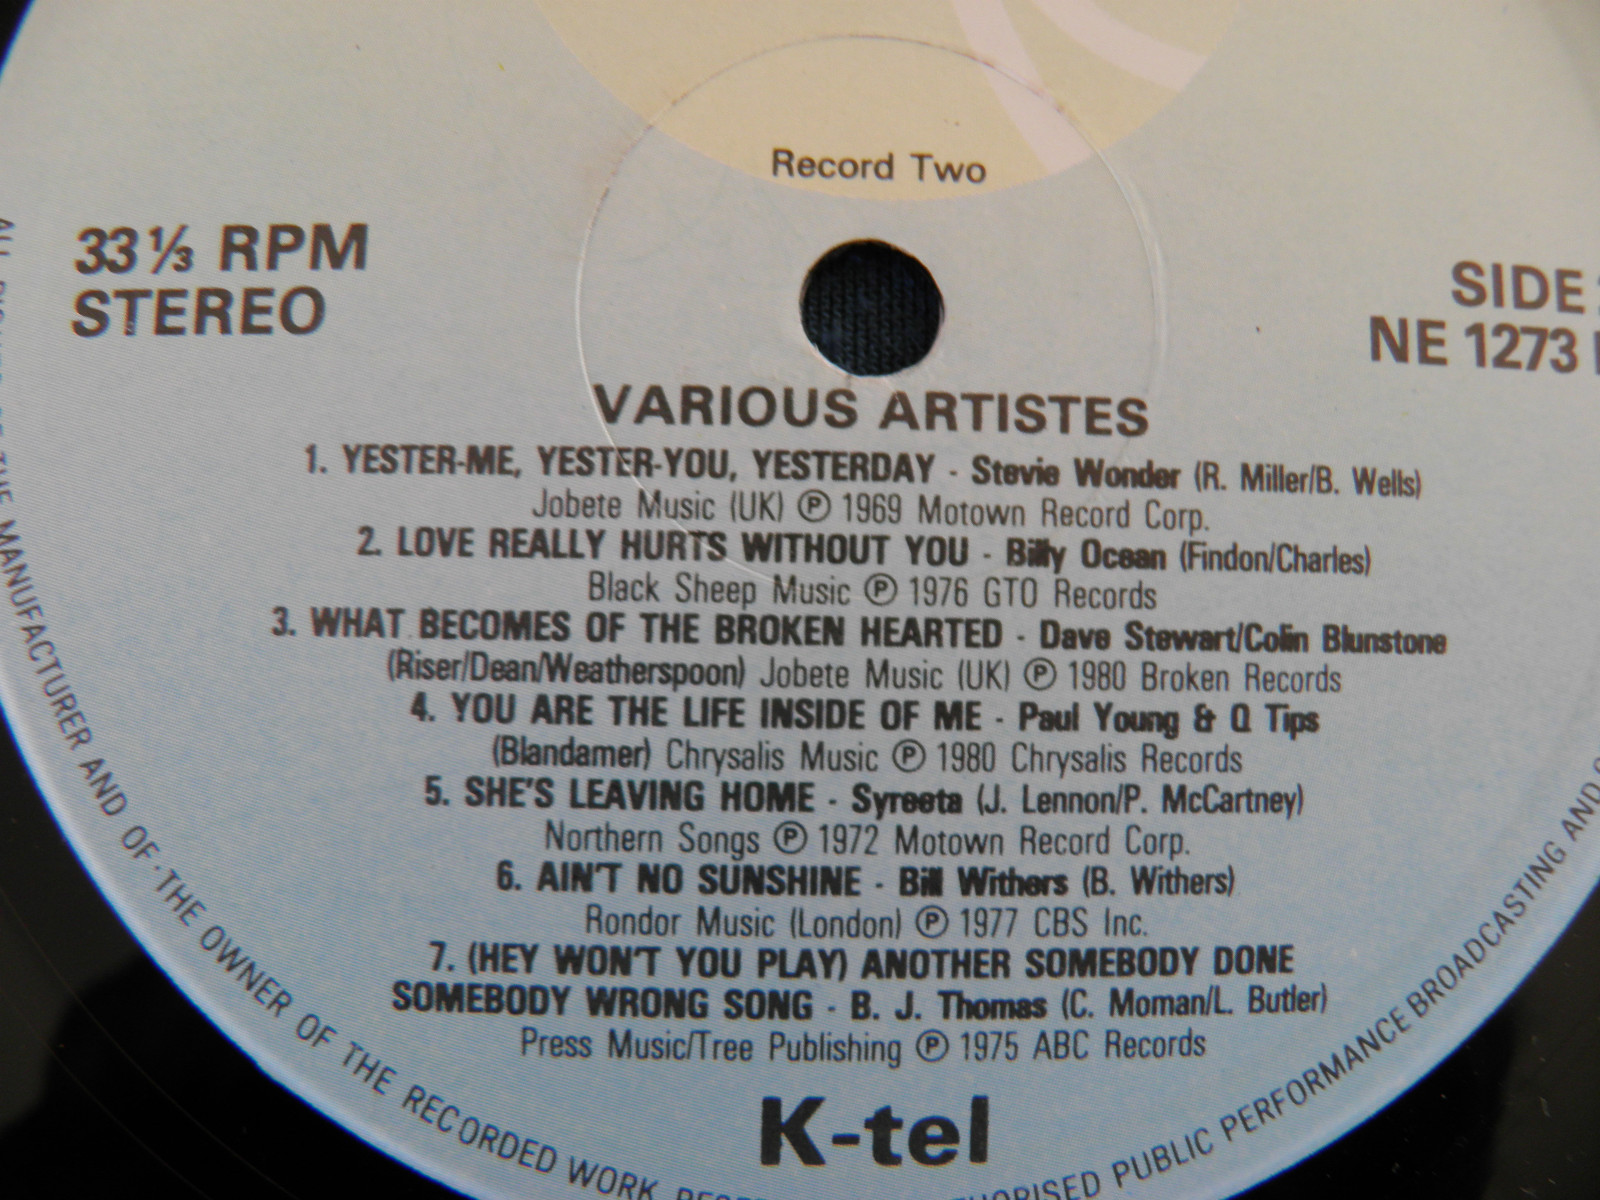 Record Two
33⅓ RPM
STEREO
SIDE
NE 1273
VARIOUS ARTISTES
1. YESTER-ME, YESTER-YOU, YESTERDAY - Stevie Wonder (R. Miller/B. Wells)
Jobete Music (UK) ℗ 1969 Motown Record Corp.
2. LOVE REALLY HURTS WITHOUT YOU - Billy Ocean (Findon/Charles)
Black Sheep Music ℗ 1976 GTO Records
3. WHAT BECOMES OF THE BROKEN HEARTED - Dave Stewart/Colin Blunstone
(Riser/Dean/Weatherspoon) Jobete Music (UK) ℗ 1980 Broken Records
4. YOU ARE THE LIFE INSIDE OF ME - Paul Young & Q Tips
(Blandamer) Chrysalis Music ℗ 1980 Chrysalis Records
5. SHE'S LEAVING HOME - Syreeta (J. Lennon/P. McCartney)
Northern Songs ℗ 1972 Motown Record Corp.
6. AIN'T NO SUNSHINE - Bill Withers (B. Withers)
Rondor Music (London) ℗ 1977 CBS Inc.
7. (HEY WON'T YOU PLAY) ANOTHER SOMEBODY DONE
SOMEBODY WRONG SONG - B. J. Thomas (C. Moman/L. Butler)
Press Music/Tree Publishing ℗ 1975 ABC Records
K-tel
ALL OF THE MANUFACTURER AND OF·THE OWNER OF THE RECORDED WORK PUBLIC PERFORMANCE BROADCASTING AND